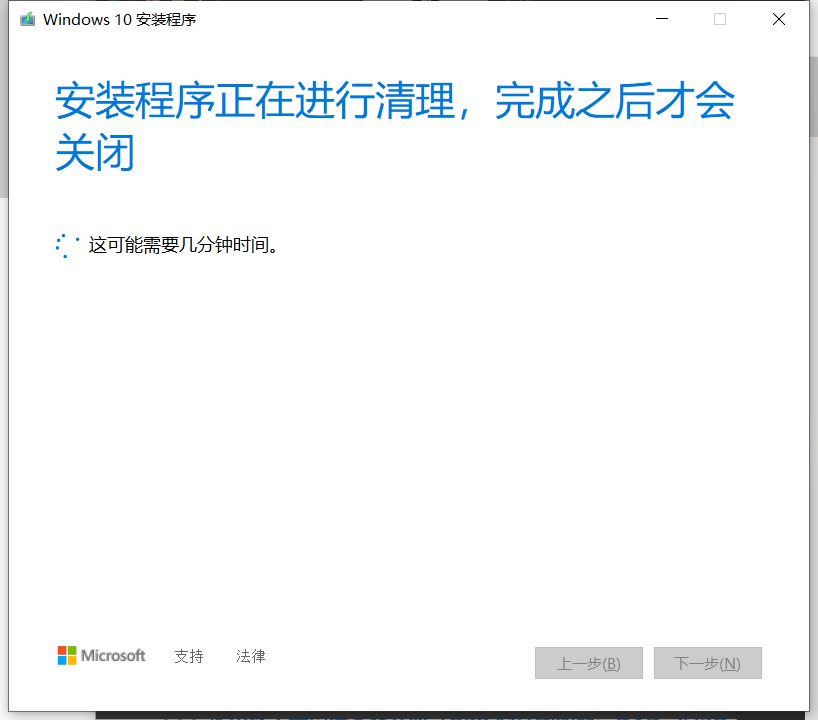 Windows 10 安装程序
安装程序正在进行清理，完成之后才会
关闭
这可能需要几分钟时间。
Microsoft 支持 法律 上一步(B) 下一步(N)